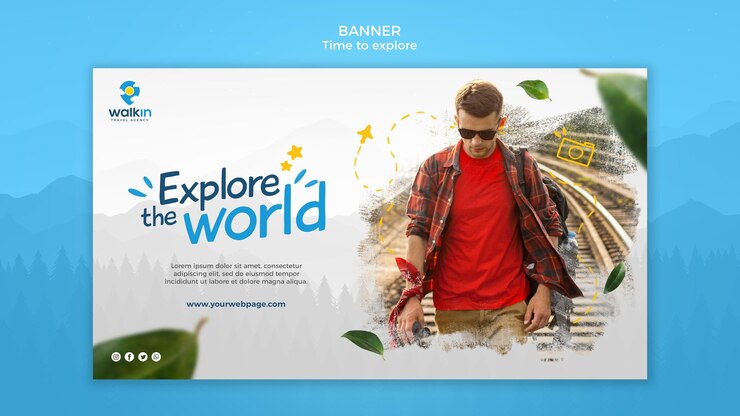 BANNER
Time to explore
walkin
TRAVEL AGENCY
Explore
the world
Lorem ipsum dolor sit amet, consectetur
adipiscing elit, sed do eiusmod tempor
incididunt ut labore et dolore magna aliqua.
www.yourwebpage.com